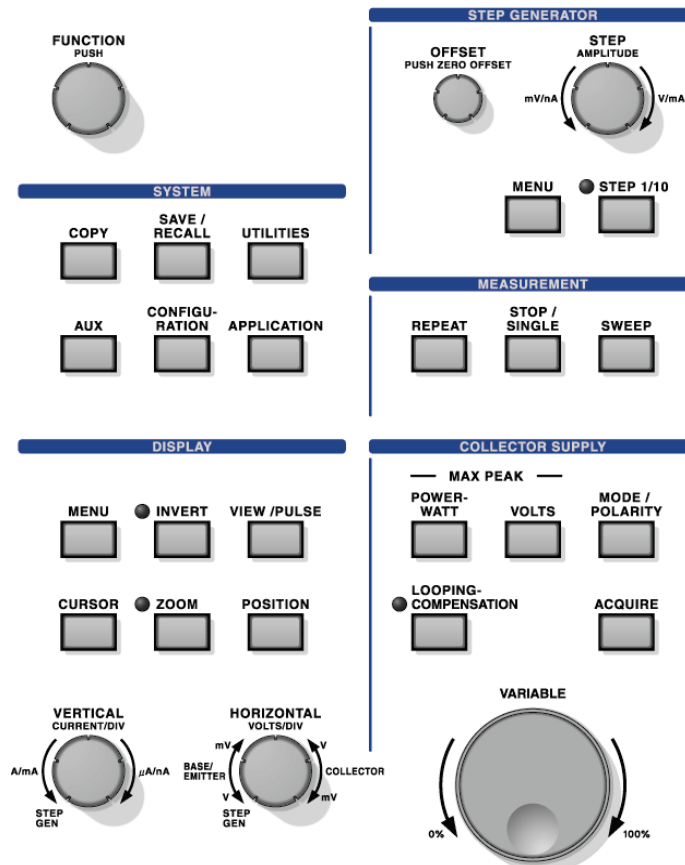 FUNCTION
PUSH
STEP GENERATOR
OFFSET
PUSH ZERO OFFSET
STEP
AMPLITUDE
mV/nA
V/mA
MENU
STEP 1/10
SYSTEM
COPY
SAVE /
RECALL
UTILITIES
AUX
CONFIGU-
RATION
APPLICATION
MEASUREMENT
REPEAT
STOP /
SINGLE
SWEEP
DISPLAY
MENU
INVERT
VIEW /PULSE
CURSOR
ZOOM
POSITION
VERTICAL
CURRENT/DIV
A/mA
µA/nA
STEP
GEN
HORIZONTAL
VOLTS/DIV
mV
V
BASE/
EMITTER
COLLECTOR
V
mV
STEP
GEN
COLLECTOR SUPPLY
MAX PEAK
POWER-
WATT
VOLTS
MODE /
POLARITY
LOOPING-
COMPENSATION
ACQUIRE
VARIABLE
0%
100%